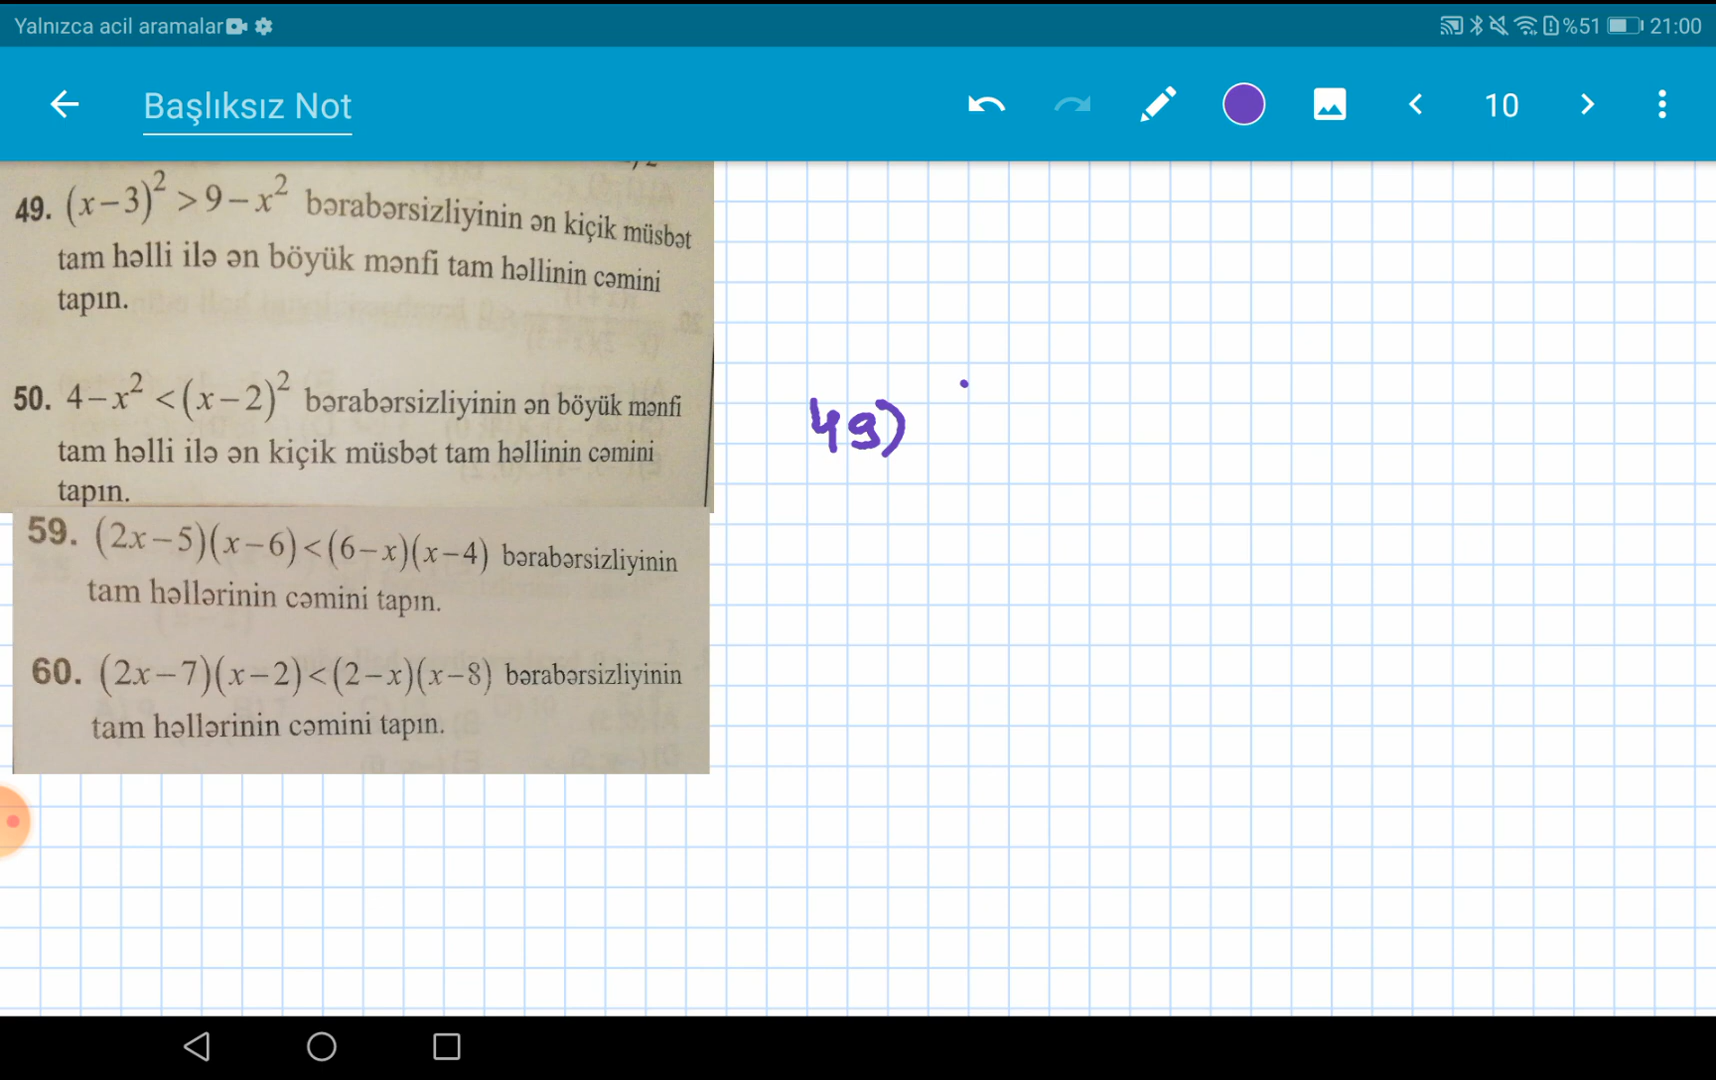 Yalnızca acil aramalar
%51 21:00
Başlıksız Not
10
49. (x−3)² > 9−x² bərabərsizliyinin ən kiçik müsbət
tam həlli ilə ən böyük mənfi tam həllinin cəmini
tapın.
50. 4−x² < (x−2)² bərabərsizliyinin ən böyük mənfi
tam həlli ilə ən kiçik müsbət tam həllinin cəmini
tapın.
49)
59. (2x−5)(x−6)<(6−x)(x−4) bərabərsizliyinin
tam həllərinin cəmini tapın.
60. (2x−7)(x−2)<(2−x)(x−8) bərabərsizliyinin
tam həllərinin cəmini tapın.